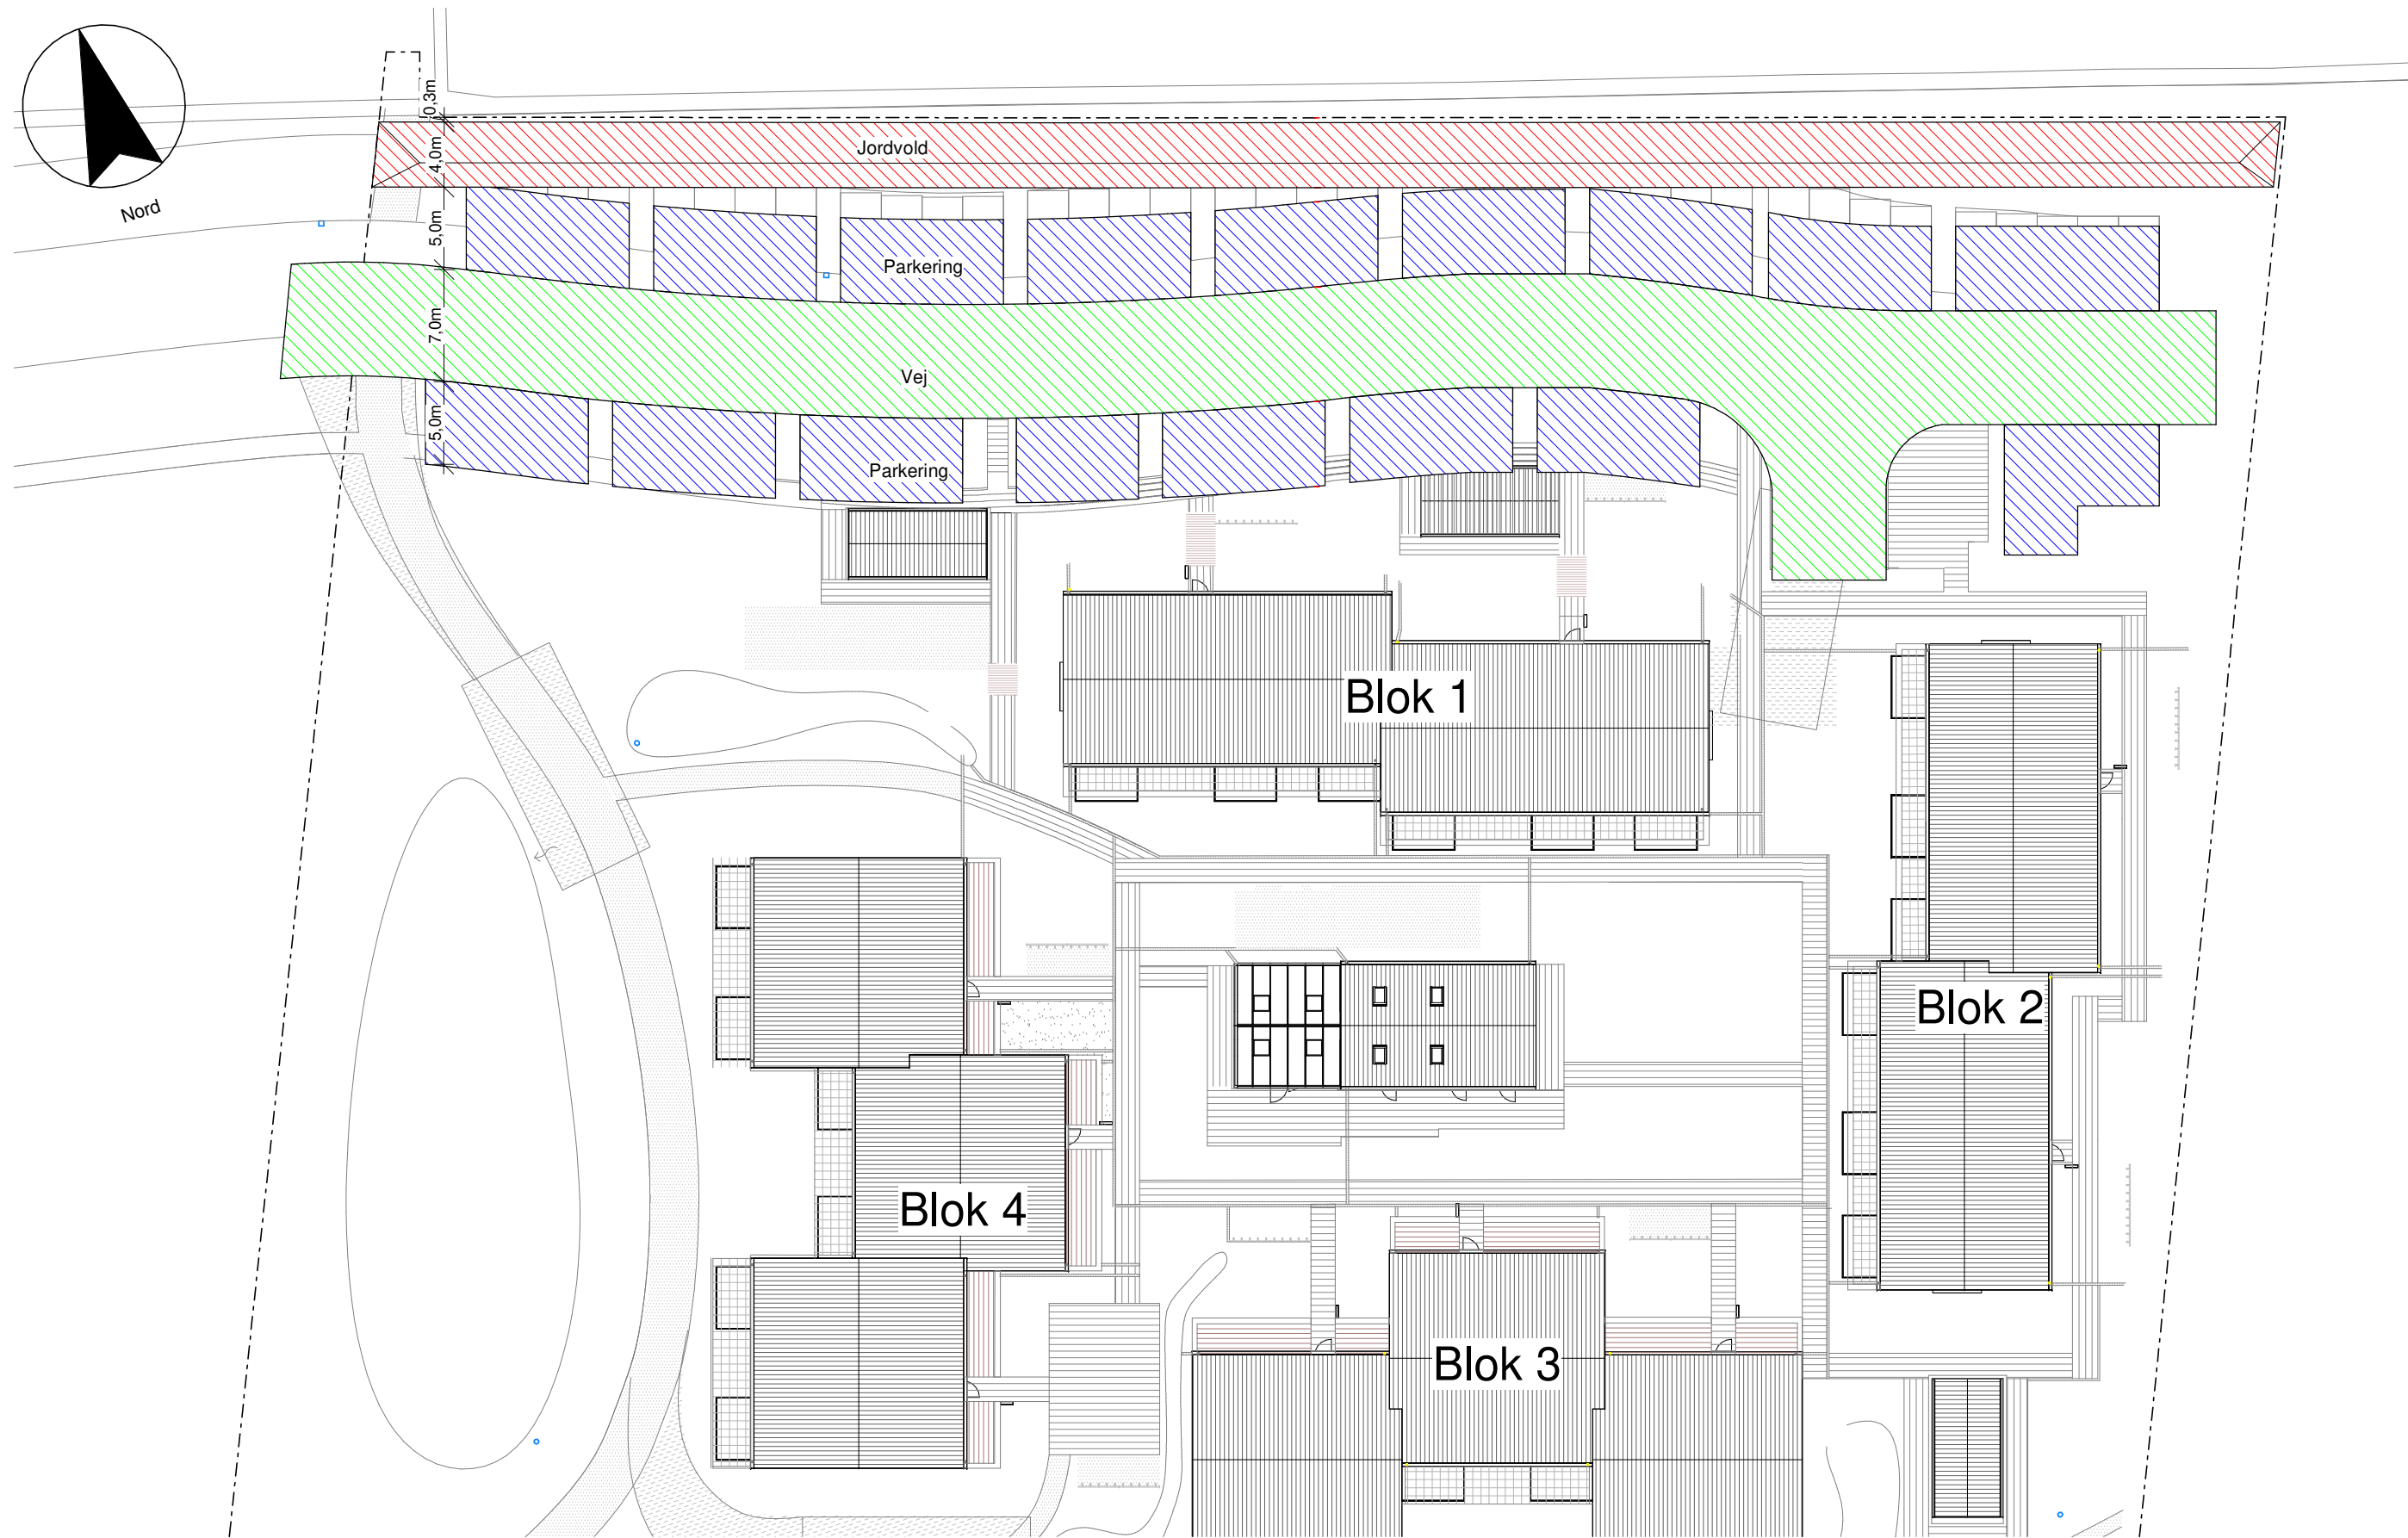 Nord
0,3m
4,0m
Jordvold
5,0m
Parkering
7,0m
Vej
5,0m
Parkering
Blok 1
Blok 2
Blok 4
Blok 3